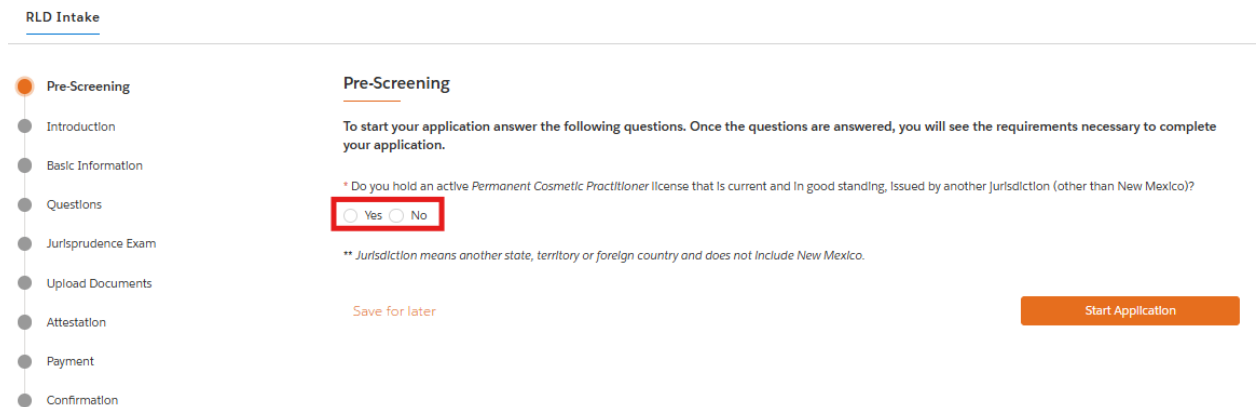 RLD Intake
Pre-Screening
Introduction
Basic Information
Questions
Jurisprudence Exam
Upload Documents
Attestation
Payment
Confirmation
Pre-Screening
To start your application answer the following questions. Once the questions are answered, you will see the requirements necessary to complete
your application.
* Do you hold an active Permanent Cosmetic Practitioner license that is current and in good standing, issued by another jurisdiction (other than New Mexico)?
Yes No
** Jurisdiction means another state, territory or foreign country and does not include New Mexico.
Save for later
Start Application